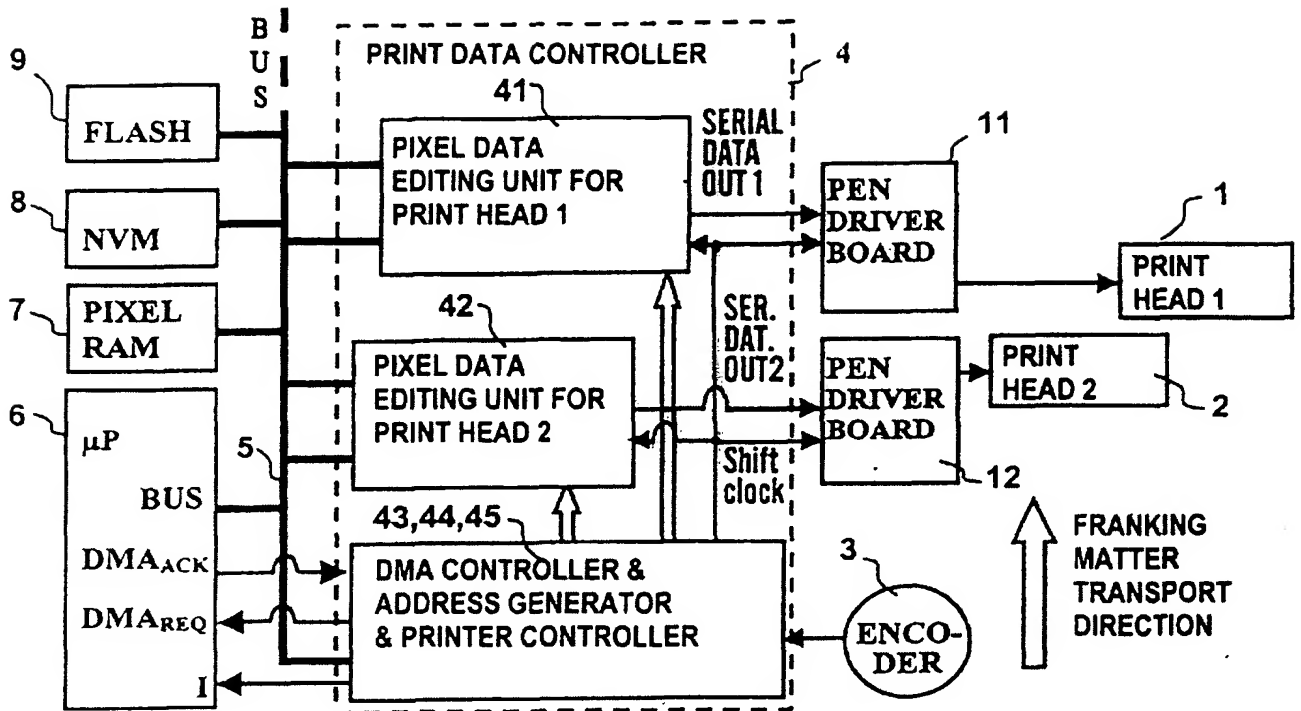 B
U
S
PRINT DATA CONTROLLER
4
9
FLASH
41
PIXEL DATA
EDITING UNIT FOR
PRINT HEAD 1
SERIAL
DATA
OUT 1
11
PEN
DRIVER
BOARD
1
PRINT
HEAD 1
8
NVM
7
PIXEL
RAM
42
PIXEL DATA
EDITING UNIT FOR
PRINT HEAD 2
SER.
DAT.
OUT2
PEN
DRIVER
BOARD
12
PRINT
HEAD 2
2
Shift
clock
6
µP
5
BUS
DMAACK
DMAREQ
I
43,44,45
DMA CONTROLLER &
ADDRESS GENERATOR
& PRINTER CONTROLLER
3
ENCO-
DER
FRANKING
MATTER
TRANSPORT
DIRECTION